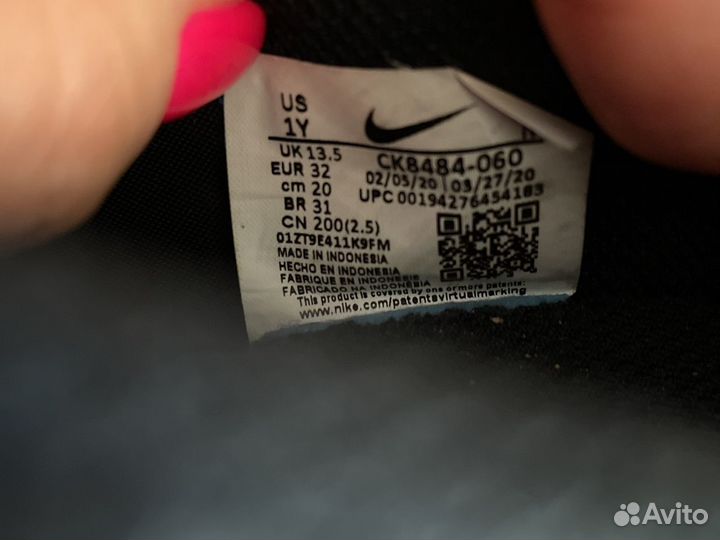 US
1Y
UK 13.5
EUR 32
cm 20
BR 31
CN 200(2.5)
CK8484-060
02/05/20 03/27/20
UPC 00194276454183
01ZT9E411K9FM
MADE IN INDONESIA
HECHO EN INDONESIA
FABRIQUE EN INDONESIE
FABRICADO NA INDONESIA
This product is covered by one or more patents:
www.nike.com/patentsvirtualmarking
Avito